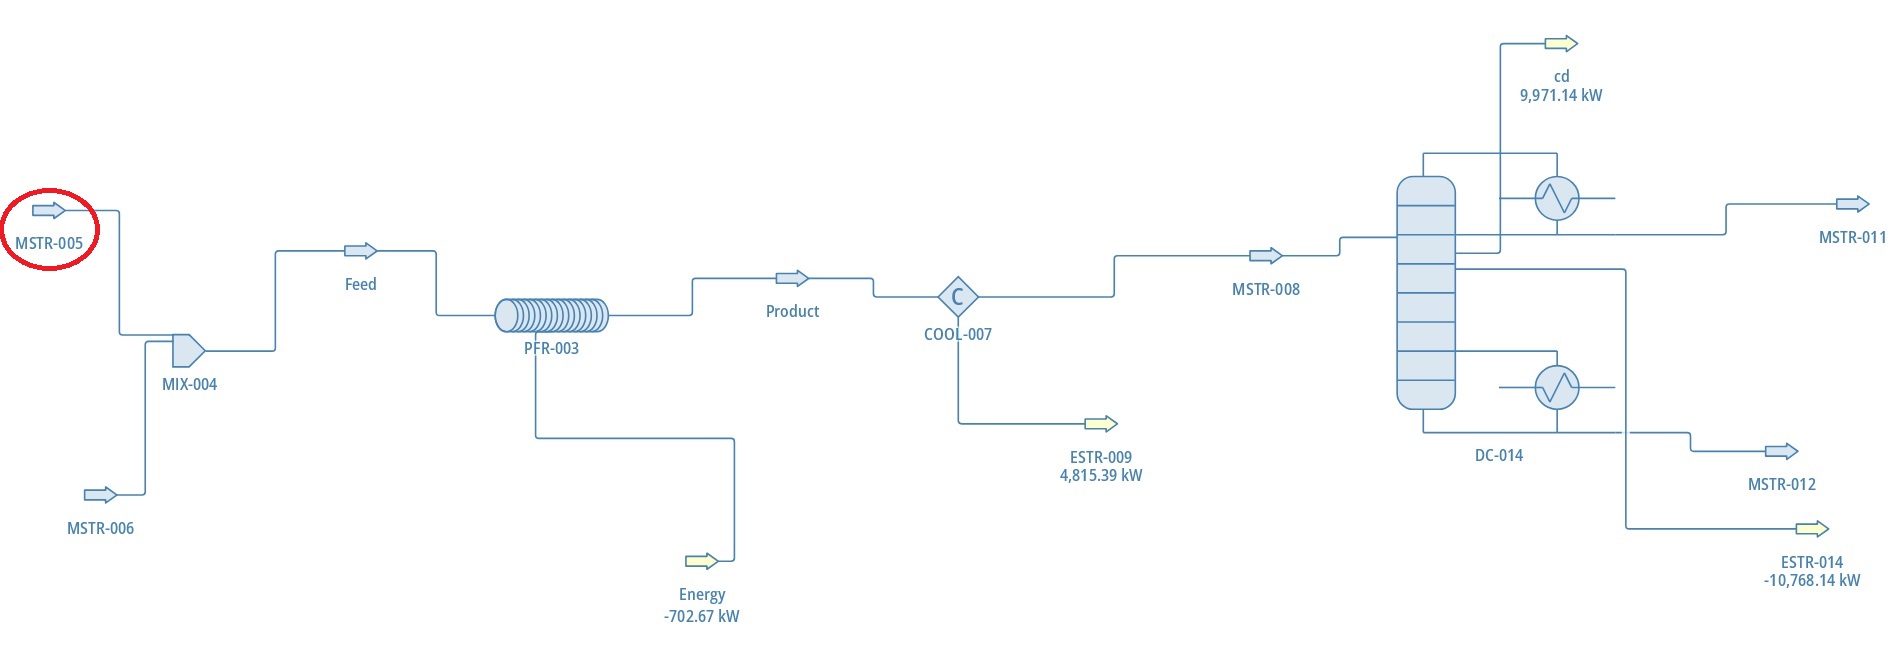 cd
9,971.14 kW
MSTR-005
MSTR-011
Feed
MSTR-008
Product
C
COOL-007
PFR-003
MIX-004
ESTR-009
4,815.39 kW
DC-014
MSTR-012
MSTR-006
ESTR-014
-10,768.14 kW
Energy
-702.67 kW